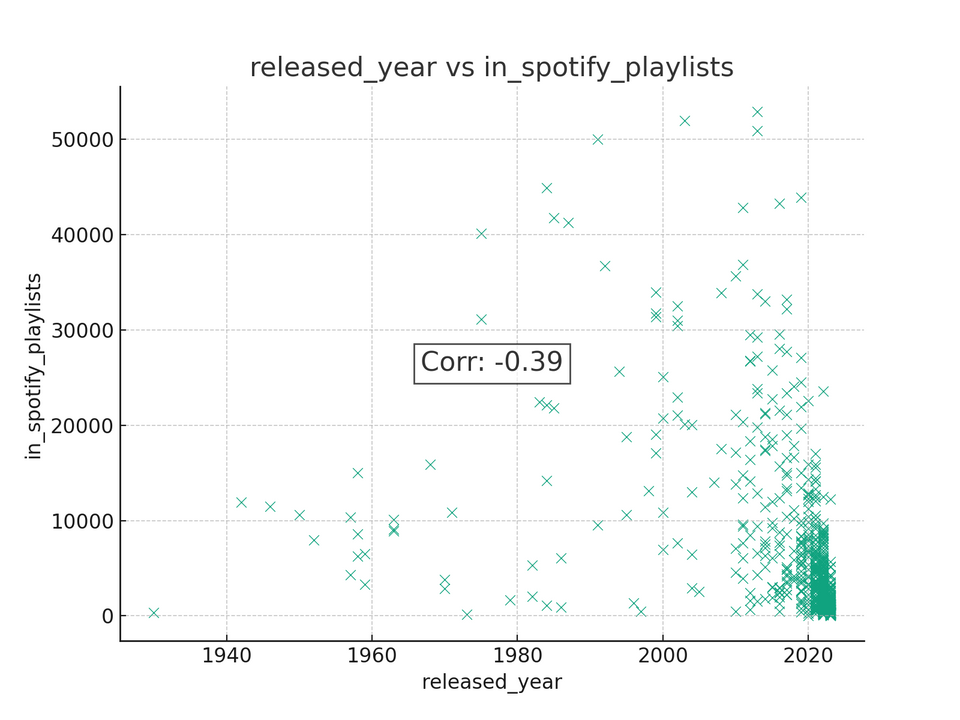 released_year vs in_spotify_playlists
50000
40000
30000
20000
10000
0
in_spotify_playlists
Corr: -0.39
1940 1960 1980 2000 2020
released_year